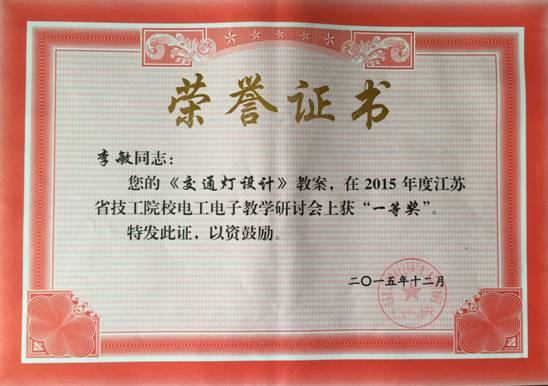 荣誉证书
李敏同志：
您的《交通灯设计》教案，在2015年度江苏
省技工院校电工电子教学研讨会上获“一等奖”。
特发此证，以资鼓励。
二〇一五年十二月